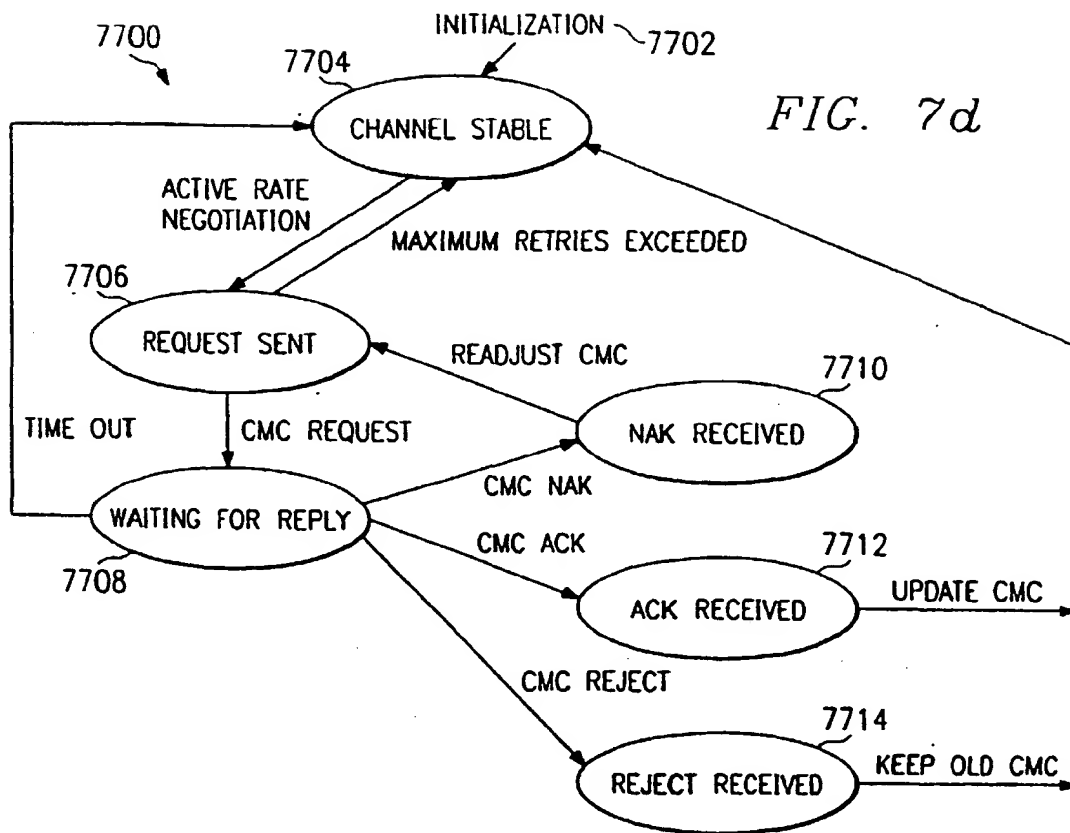 7700
INITIALIZATION
7702
7704
CHANNEL STABLE
FIG. 7d
ACTIVE RATE
NEGOTIATION
MAXIMUM RETRIES EXCEEDED
7706
REQUEST SENT
READJUST CMC
7710
NAK RECEIVED
TIME OUT
CMC REQUEST
CMC NAK
WAITING FOR REPLY
7708
CMC ACK
7712
ACK RECEIVED
UPDATE CMC
CMC REJECT
7714
REJECT RECEIVED
KEEP OLD CMC